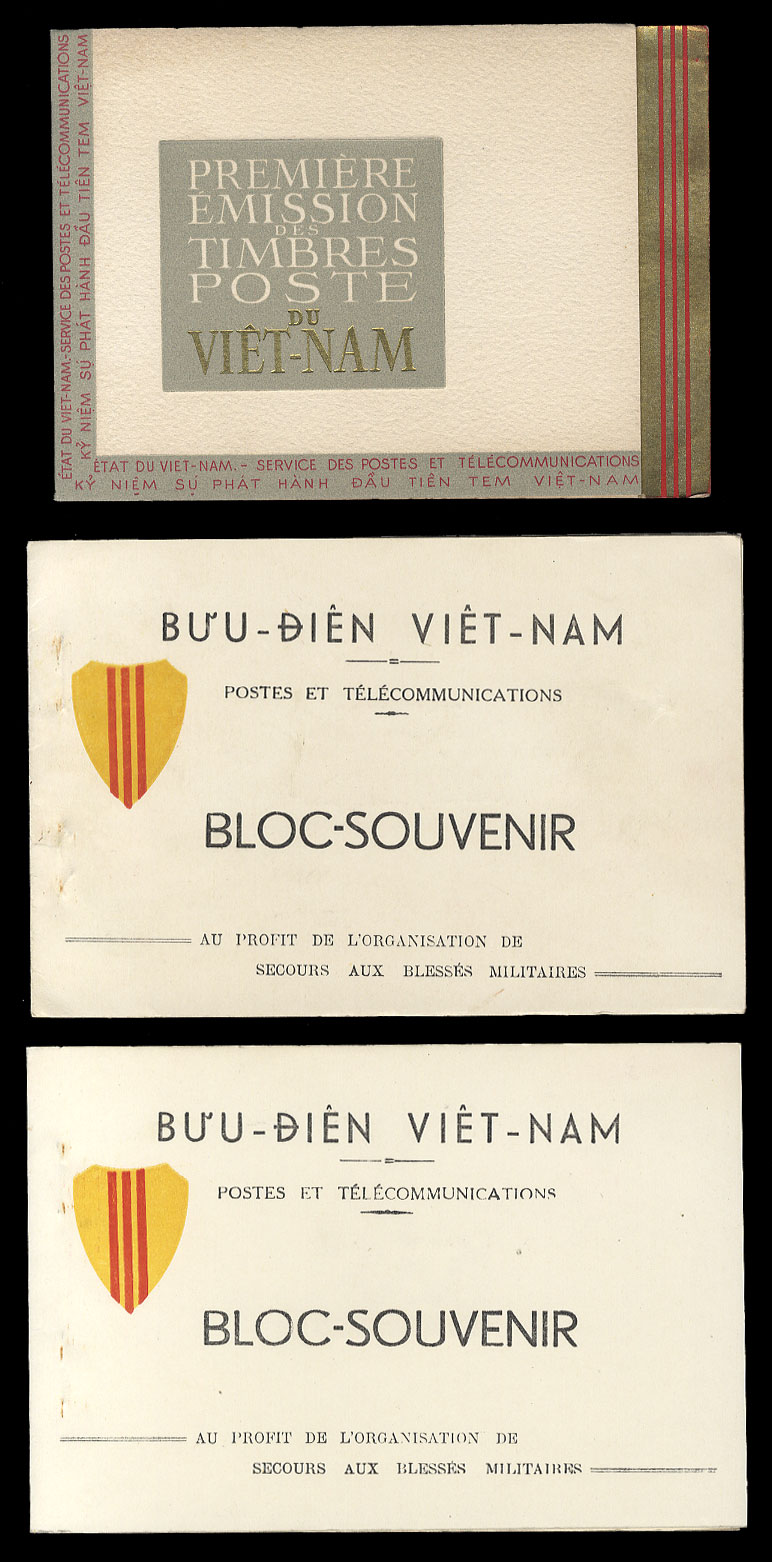 ÉTAT DU VIET-NAM.-SERVICE DES POSTES ET TÉLÉCOMMUNICATIONS
KỶ NIỆM SỰ PHÁT HÀNH ĐẦU TIÊN TEM VIỆT-NAM
PREMIÈRE
EMISSION
DES
TIMBRES
POSTE
DU
VIÊT-NAM
ÉTAT DU VIET-NAM.- SERVICE DES POSTES ET TÉLÉCOMMUNICATIONS
KỶ NIỆM SỰ PHÁT HÀNH ĐẦU TIÊN TEM VIỆT-NAM
BƯU-ĐIÊN VIÊT-NAM
POSTES ET TÉLÉCOMMUNICATIONS
BLOC-SOUVENIR
AU PROFIT DE L'ORGANISATION DE
SECOURS AUX BLESSÉS MILITAIRES
BƯU-ĐIÊN VIÊT-NAM
POSTES ET TÉLÉCOMMUNICATIONS
BLOC-SOUVENIR
AU PROFIT DE L'ORGANISATION DE
SECOURS AUX BLESSÉS MILITAIRES